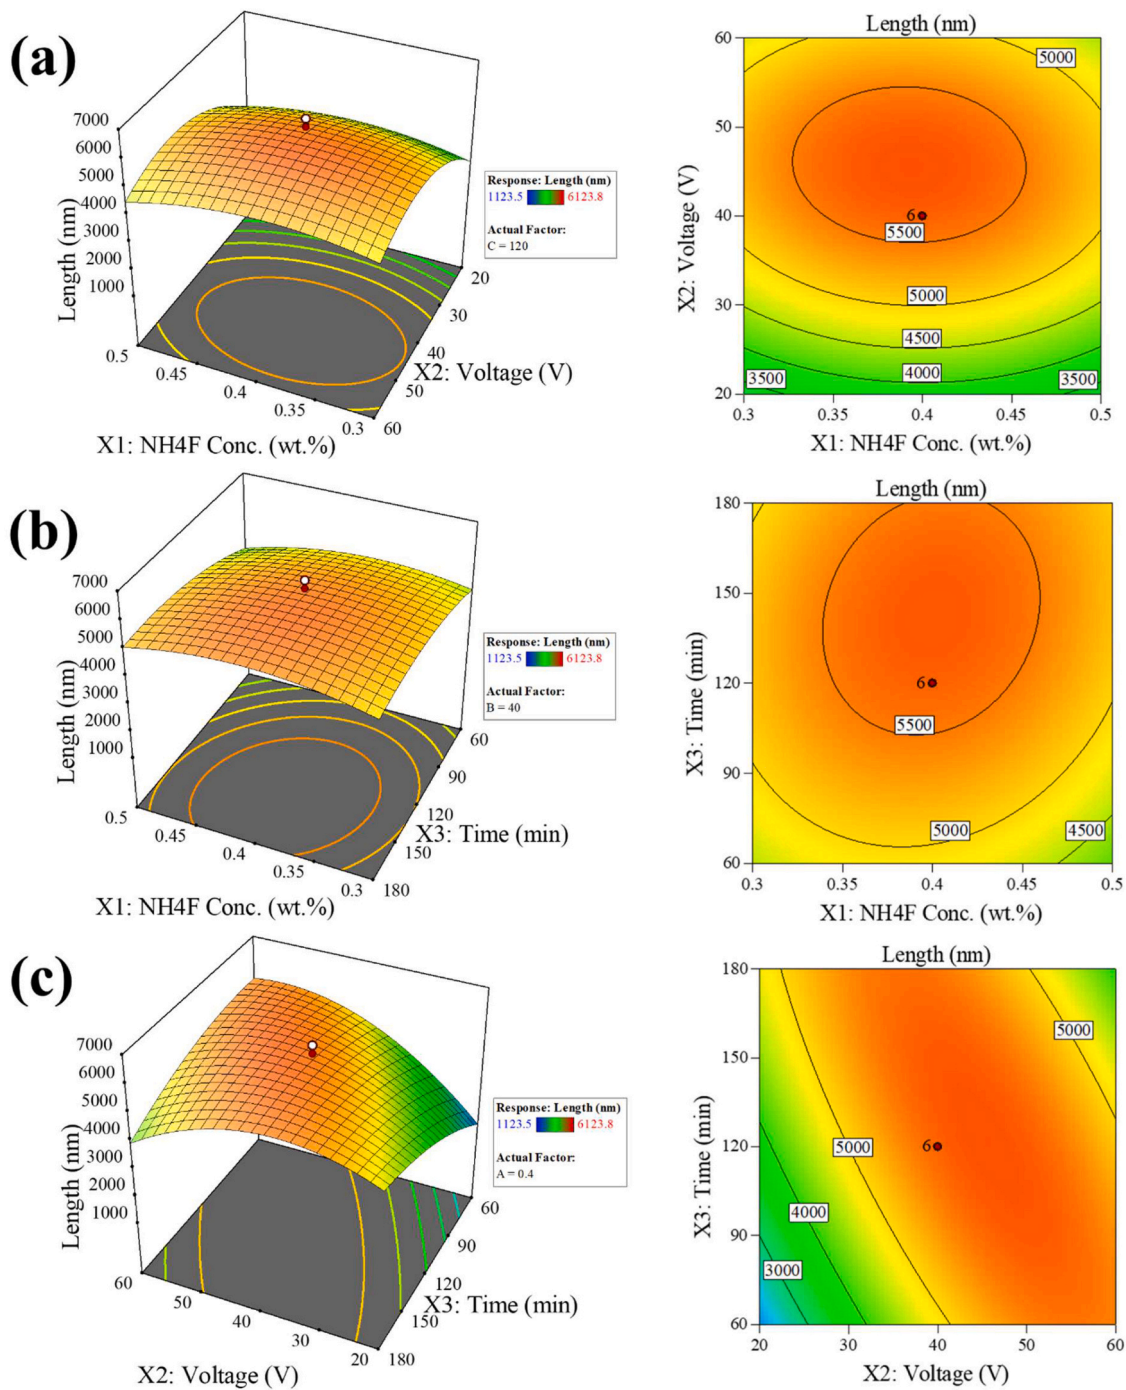 (a)
7000
6000
5000
4000
3000
2000
1000
Length (nm)
0.5
0.45
0.4
0.35
0.3
X1: NH4F Conc. (wt.%)
20
30
40
50
60
X2: Voltage (V)
Response: Length (nm)
1123.5 6123.8
Actual Factor:
C = 120
Length (nm)
60
50
40
30
20
X2: Voltage (V)
5000
6
5500
5000
4500
4000
3500
3500
0.3 0.35 0.4 0.45 0.5
X1: NH4F Conc. (wt.%)
(b)
7000
6000
5000
4000
3000
2000
1000
Length (nm)
0.5
0.45
0.4
0.35
0.3
X1: NH4F Conc. (wt.%)
60
90
120
150
180
X3: Time (min)
Response: Length (nm)
1123.5 6123.8
Actual Factor:
B = 40
Length (nm)
180
150
120
90
60
X3: Time (min)
6
5500
5000
4500
0.3 0.35 0.4 0.45 0.5
X1: NH4F Conc. (wt.%)
(c)
7000
6000
5000
4000
3000
2000
1000
Length (nm)
60
50
40
30
20
X2: Voltage (V)
60
90
120
150
180
X3: Time (min)
Response: Length (nm)
1123.5 6123.8
Actual Factor:
A = 0.4
Length (nm)
180
150
120
90
60
X3: Time (min)
5000
6
5000
4000
3000
20 30 40 50 60
X2: Voltage (V)